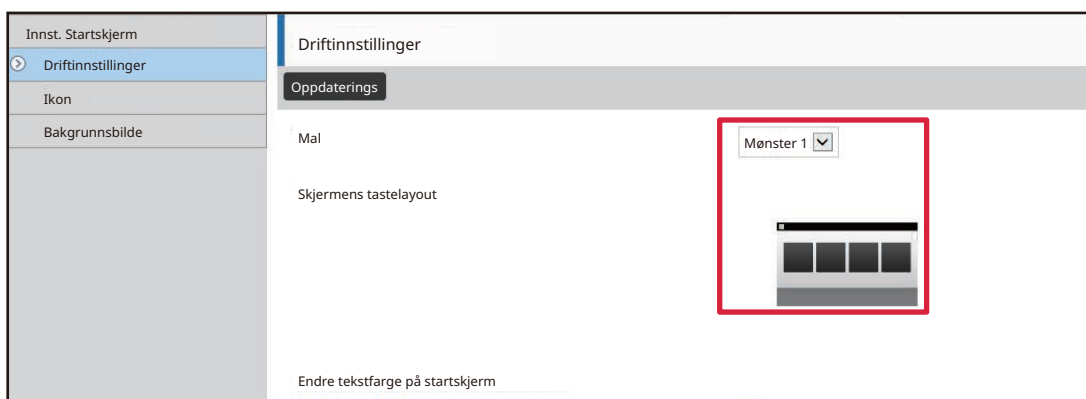 Innst. Startskjerm
Driftinnstillinger
Ikon
Bakgrunnsbilde
Driftinnstillinger
Oppdaterings
Mal
Mønster 1
Skjermens tastelayout
Endre tekstfarge på startskjerm